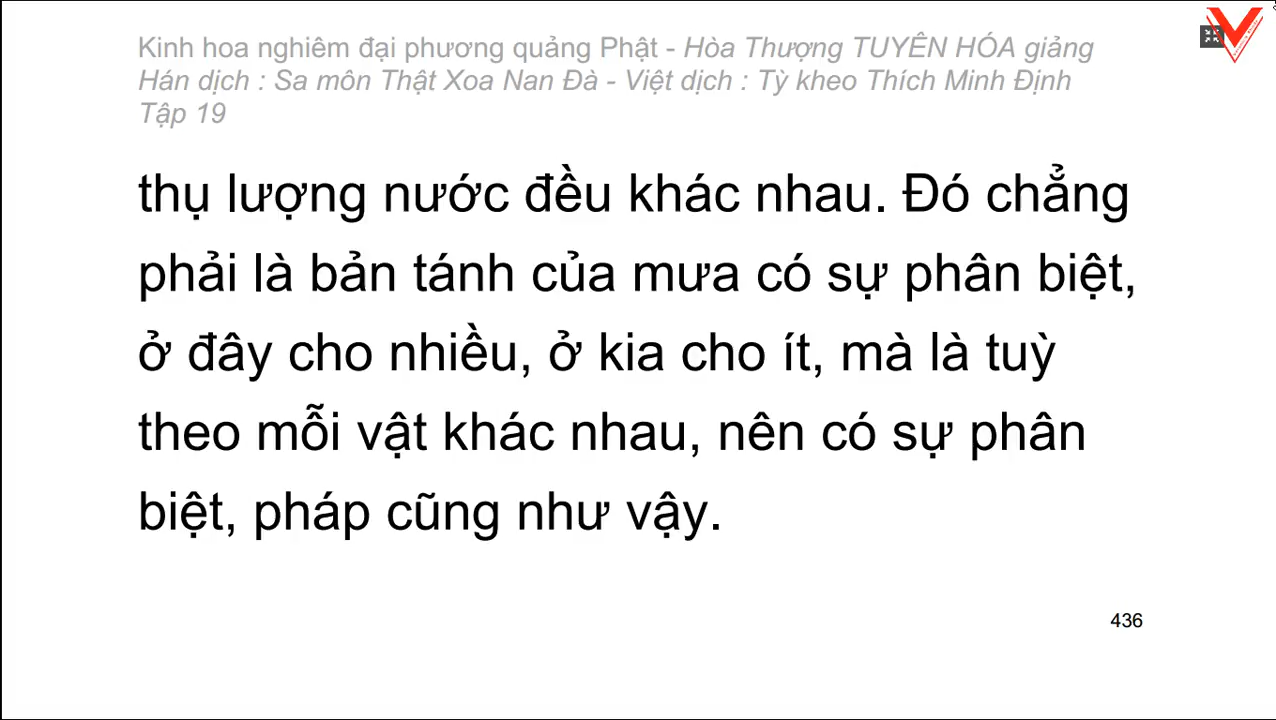 Kinh hoa nghiêm đại phương quảng Phật - Hòa Thượng TUYÊN HÓA giảng
Hán dịch : Sa môn Thật Xoa Nan Đà - Việt dịch : Tỳ kheo Thích Minh Định
Tập 19
thụ lượng nước đều khác nhau. Đó chẳng
phải là bản tánh của mưa có sự phân biệt,
ở đây cho nhiều, ở kia cho ít, mà là tuỳ
theo mỗi vật khác nhau, nên có sự phân
biệt, pháp cũng như vậy.
436